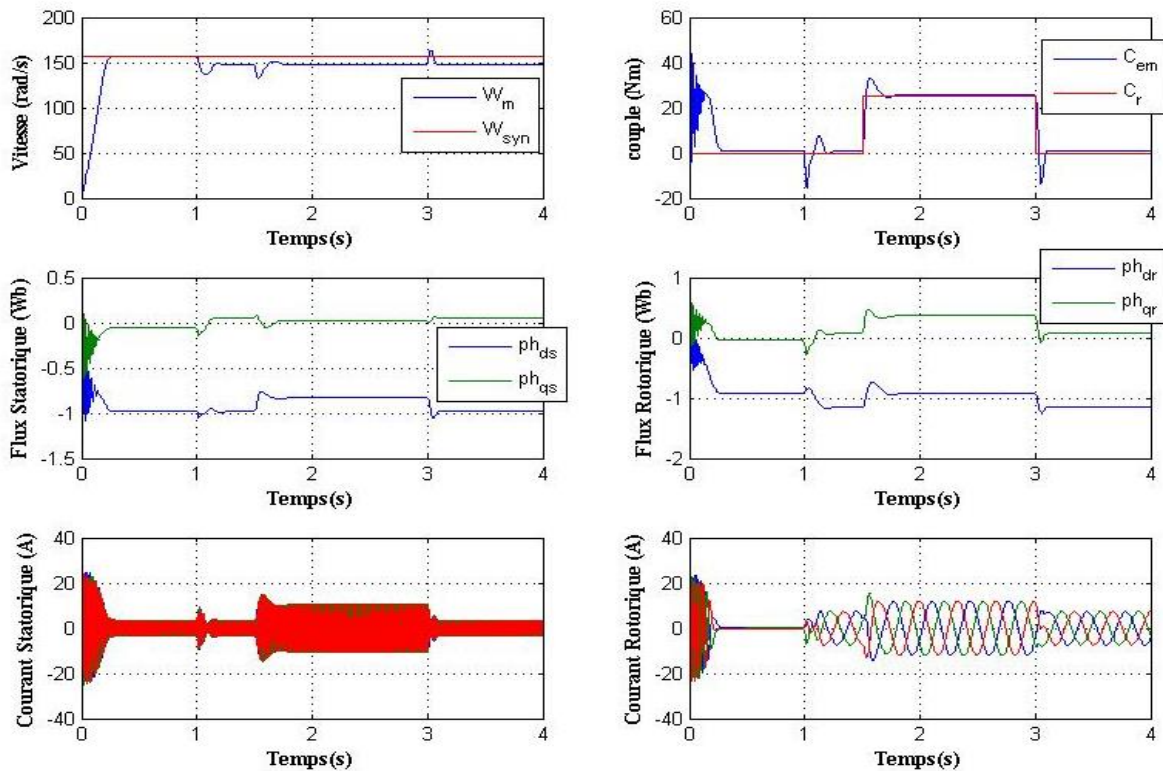 Vitesse (rad/s)
200
150
100
50
0
0 1 2 3 4
Temps(s)
W_m
W_syn
couple (Nm)
60
40
20
0
-20
0 1 2 3 4
Temps(s)
C_em
C_r
Flux Statorique (Wb)
0.5
0
-0.5
-1
-1.5
0 1 2 3 4
Temps(s)
ph_ds
ph_qs
Flux Rotorique (Wb)
1
0
-1
-2
0 1 2 3 4
Temps(s)
ph_dr
ph_qr
Courant Statorique (A)
40
20
0
-20
-40
0 1 2 3 4
Temps(s)
Courant Rotorique (A)
40
20
0
-20
-40
0 1 2 3 4
Temps(s)